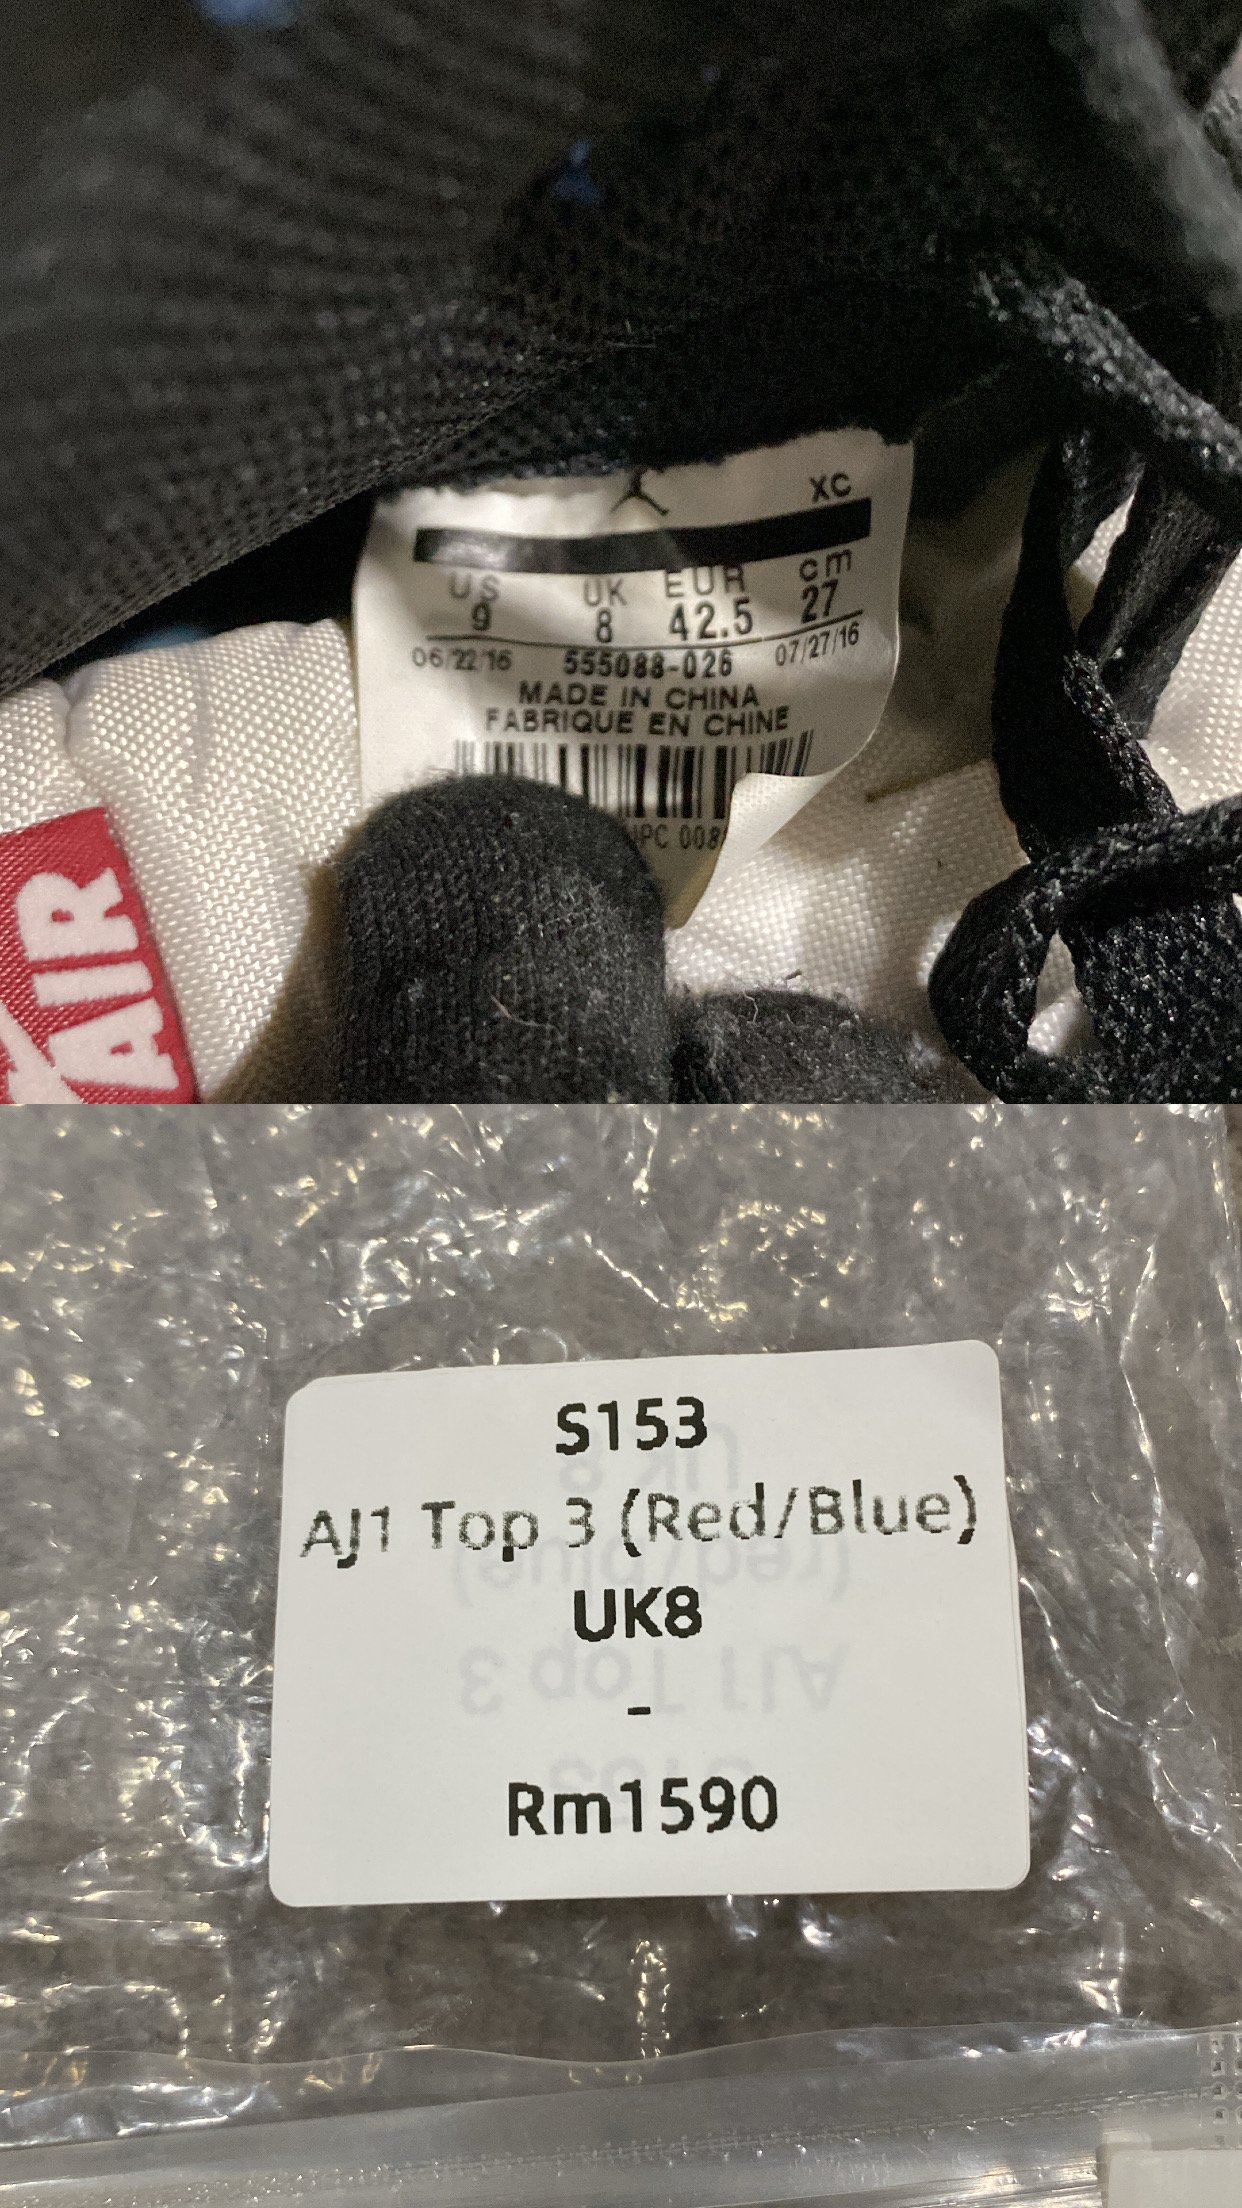 XC
US UK EUR cm
9 8 42.5 27
06/22/16 555088-026 07/27/16
MADE IN CHINA
FABRIQUE EN CHINE
AIR
S153
AJ1 Top 3 (Red/Blue)
UK8
-
Rm1590